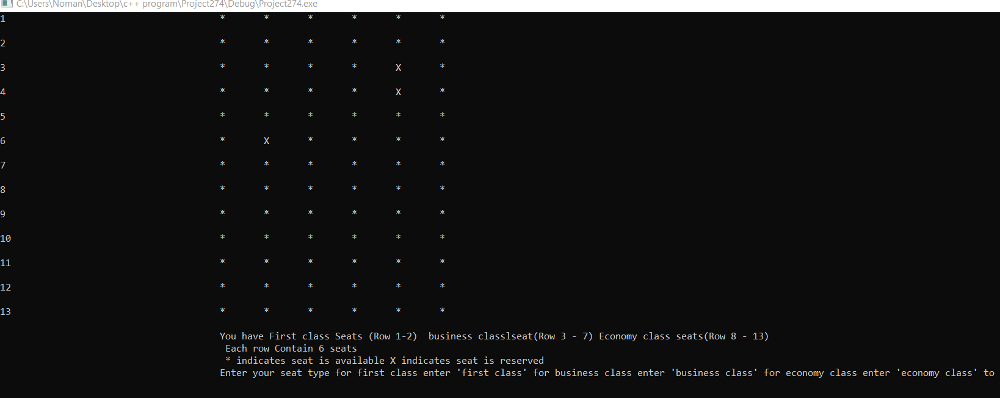 C:\Users\Noman\Desktop\c++ program\Project274\Debug\Project274.exe
1 * * * * * *
2 * * * * * *
3 * * * * X *
4 * * * * X *
5 * * * * * *
6 * X * * * *
7 * * * * * *
8 * * * * * *
9 * * * * * *
10 * * * * * *
11 * * * * * *
12 * * * * * *
13 * * * * * *
You have First class Seats (Row 1-2)  business classlseat(Row 3 - 7) Economy class seats(Row 8 - 13)
Each row Contain 6 seats
* indicates seat is available X indicates seat is reserved
Enter your seat type for first class enter 'first class' for business class enter 'business class' for economy class enter 'economy class' to